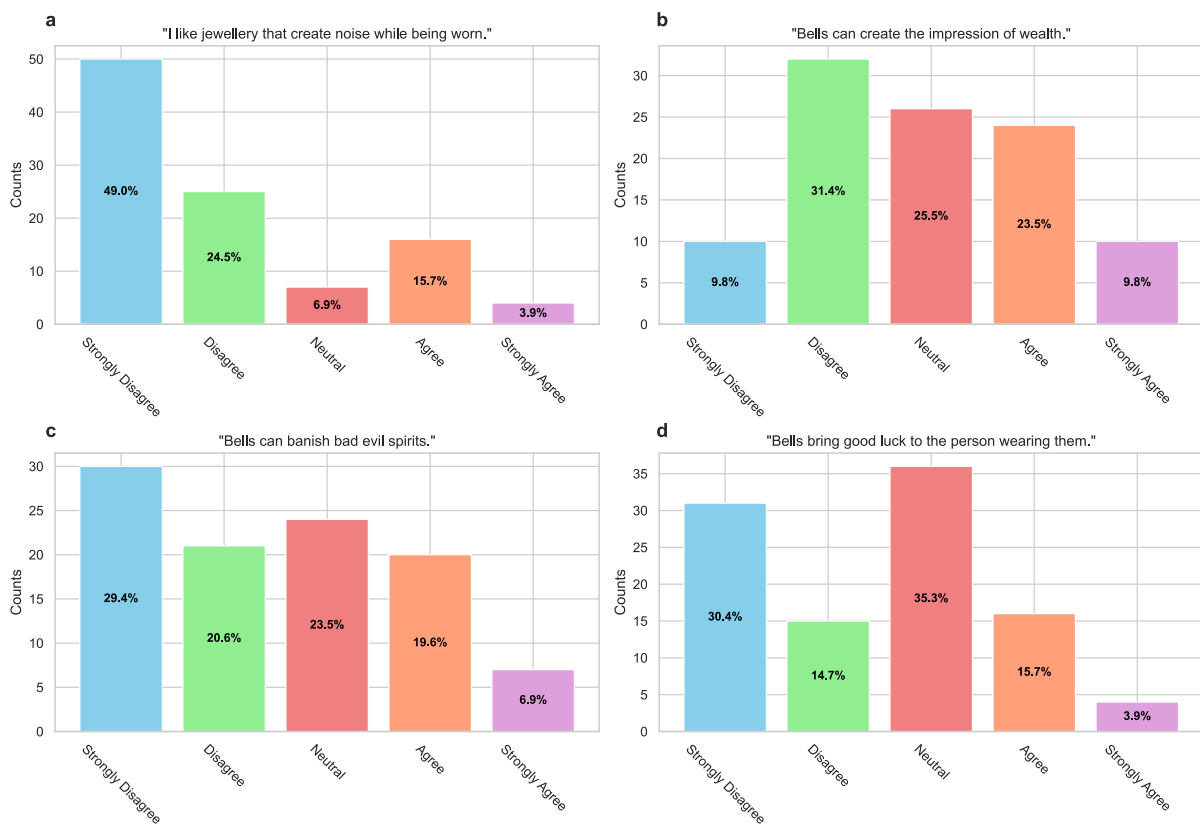 a
"I like jewellery that create noise while being worn."
Counts
50
40
30
20
10
0
49.0%
24.5%
6.9%
15.7%
3.9%
Strongly Disagree
Disagree
Neutral
Agree
Strongly Agree
b
"Bells can create the impression of wealth."
Counts
30
25
20
15
10
5
0
9.8%
31.4%
25.5%
23.5%
9.8%
Strongly Disagree
Disagree
Neutral
Agree
Strongly Agree
c
"Bells can banish bad evil spirits."
Counts
30
25
20
15
10
5
0
29.4%
20.6%
23.5%
19.6%
6.9%
Strongly Disagree
Disagree
Neutral
Agree
Strongly Agree
d
"Bells bring good luck to the person wearing them."
Counts
35
30
25
20
15
10
5
0
30.4%
14.7%
35.3%
15.7%
3.9%
Strongly Disagree
Disagree
Neutral
Agree
Strongly Agree